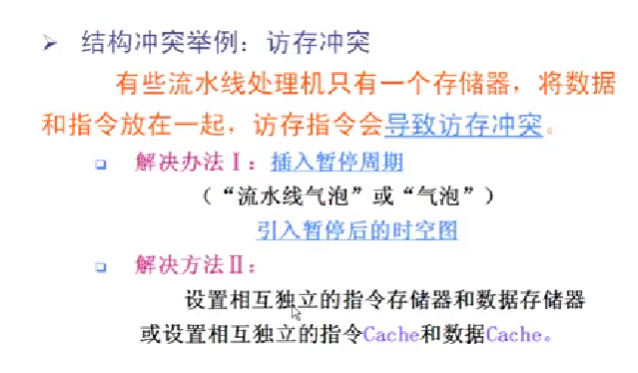 结构冲突举例：访存冲突
有些流水线处理机只有一个存储器，将数据
和指令放在一起，访存指令会导致访存冲突。
解决办法Ⅰ：插入暂停周期
（“流水线气泡”或“气泡”）
引入暂停后的时空图
解决方法Ⅱ：
设置相互独立的指令存储器和数据存储器
或设置相互独立的指令Cache和数据Cache。